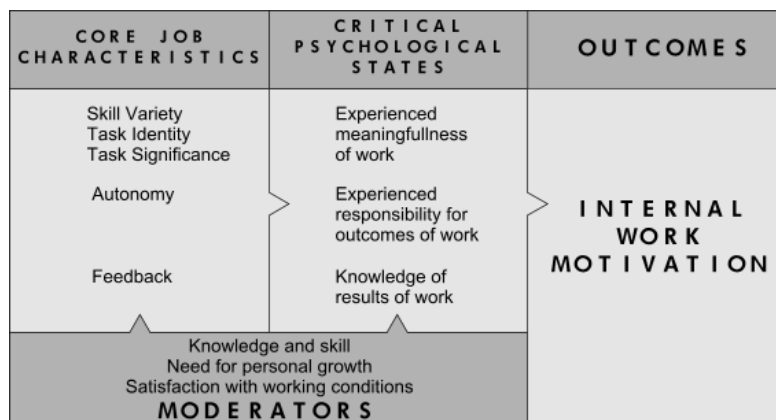 CORE JOB
CHARACTERISTICS
CRITICAL
PSYCHOLOGICAL
STATES
OUTCOMES
Skill Variety
Task Identity
Task Significance
Experienced
meaningfullness
of work
Autonomy
Experienced
responsibility for
outcomes of work
Feedback
Knowledge of
results of work
INTERNAL
WORK
MOTIVATION
Knowledge and skill
Need for personal growth
Satisfaction with working conditions
MODERATORS